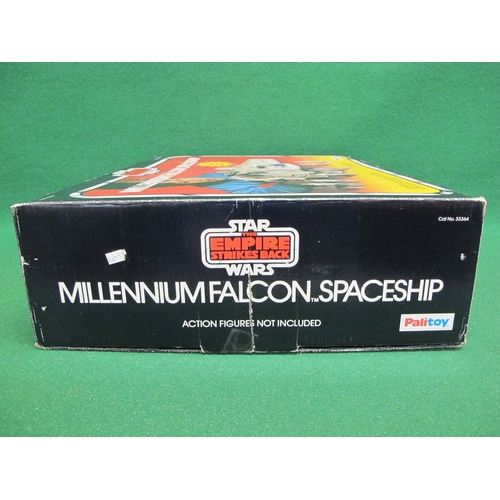 Cat No. 33364
STAR
THE
EMPIRE
STRIKES BACK
WARS
MILLENNIUM FALCON™ SPACESHIP
ACTION FIGURES NOT INCLUDED
Palitoy